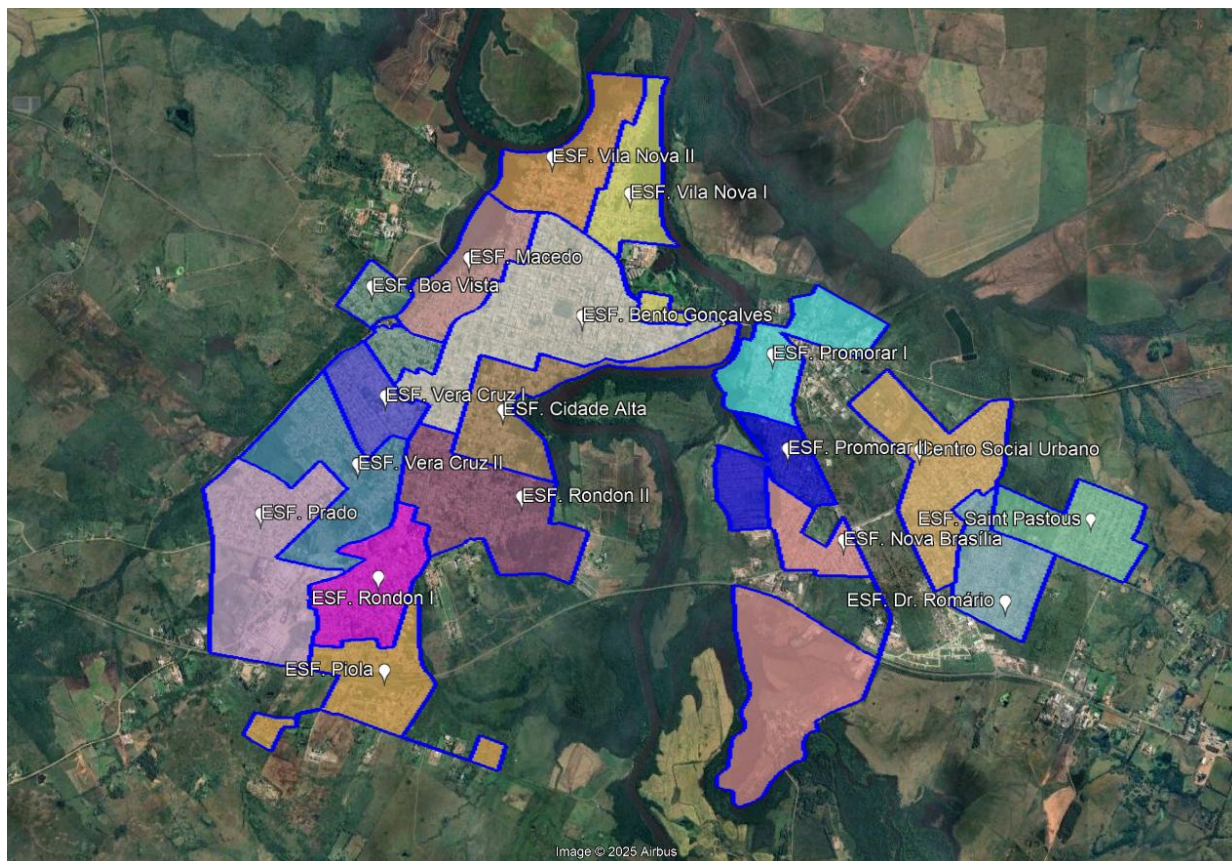 ESF. Vila Nova II
ESF. Vila Nova I
ESF. Macedo
ESF. Boa Vista
ESF. Bento Gonçalves
ESF. Promorar I
ESF. Vera Cruz I
ESF. Cidade Alta
ESF. Promorar II
Centro Social Urbano
ESF. Vera Cruz II
ESF. Rondon II
ESF. Prado
ESF. Saint Pastous
ESF. Nova Brasília
ESF. Rondon I
ESF. Dr. Romário
ESF. Piola
Image © 2025 Airbus